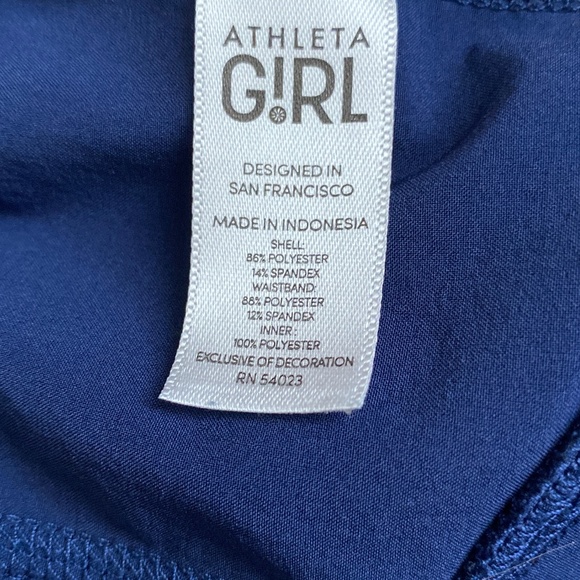 ATHLETA
G!RL
DESIGNED IN
SAN FRANCISCO
MADE IN INDONESIA
SHELL:
86% POLYESTER
14% SPANDEX
WAISTBAND:
88% POLYESTER
12% SPANDEX
INNER:
100% POLYESTER
EXCLUSIVE OF DECORATION
RN 54023